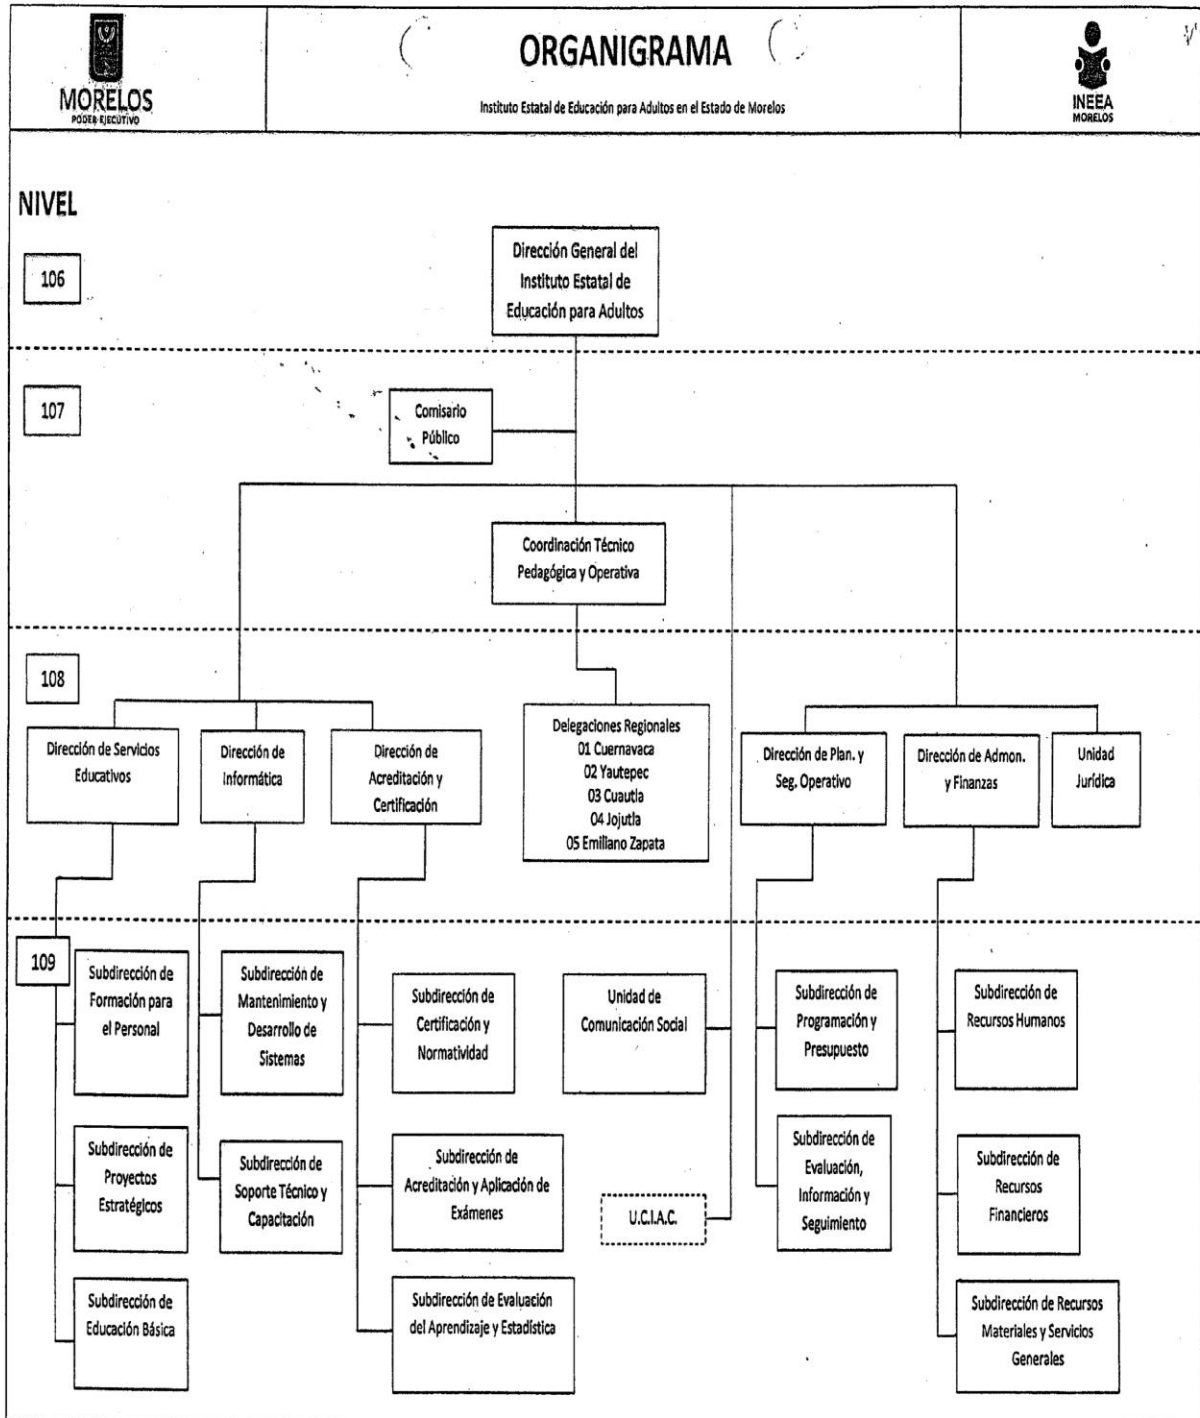 MORELOS
PODER EJECUTIVO
ORGANIGRAMA
Instituto Estatal de Educación para Adultos en el Estado de Morelos
INEEA
MORELOS
NIVEL
106
Dirección General del
Instituto Estatal de
Educación para Adultos
107
Comisario
Público
Coordinación Técnico
Pedagógica y Operativa
108
Dirección de Servicios
Educativos
Dirección de
Informática
Dirección de
Acreditación y
Certificación
Delegaciones Regionales
01 Cuernavaca
02 Yautepec
03 Cuautla
04 Jojutla
05 Emiliano Zapata
Dirección de Plan. y
Seg. Operativo
Dirección de Admon.
y Finanzas
Unidad
Jurídica
109
Subdirección de
Formación para
el Personal
Subdirección de
Mantenimiento y
Desarrollo de
Sistemas
Subdirección de
Certificación y
Normatividad
Unidad de
Comunicación Social
Subdirección de
Programación y
Presupuesto
Subdirección de
Recursos Humanos
Subdirección de
Proyectos
Estratégicos
Subdirección de
Soporte Técnico y
Capacitación
Subdirección de
Acreditación y Aplicación de
Exámenes
U.C.I.A.C.
Subdirección de
Evaluación,
Información y
Seguimiento
Subdirección de
Recursos
Financieros
Subdirección de
Educación Básica
Subdirección de Evaluación
del Aprendizaje y Estadística
Subdirección de Recursos
Materiales y Servicios
Generales